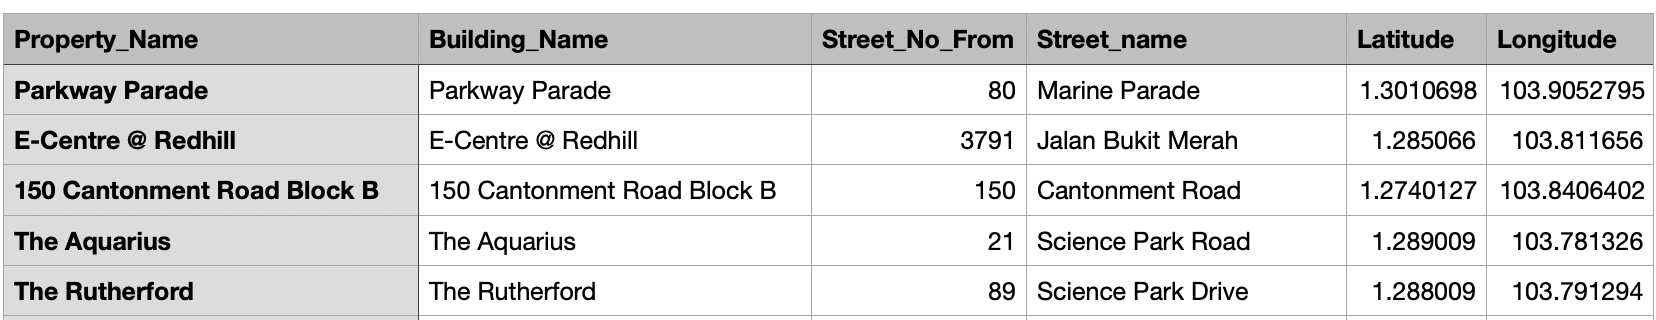 Property_Name Building_Name Street_No_From Street_name Latitude Longitude
Parkway Parade Parkway Parade 80 Marine Parade 1.3010698 103.9052795
E-Centre @ Redhill E-Centre @ Redhill 3791 Jalan Bukit Merah 1.285066 103.811656
150 Cantonment Road Block B 150 Cantonment Road Block B 150 Cantonment Road 1.2740127 103.8406402
The Aquarius The Aquarius 21 Science Park Road 1.289009 103.781326
The Rutherford The Rutherford 89 Science Park Drive 1.288009 103.791294